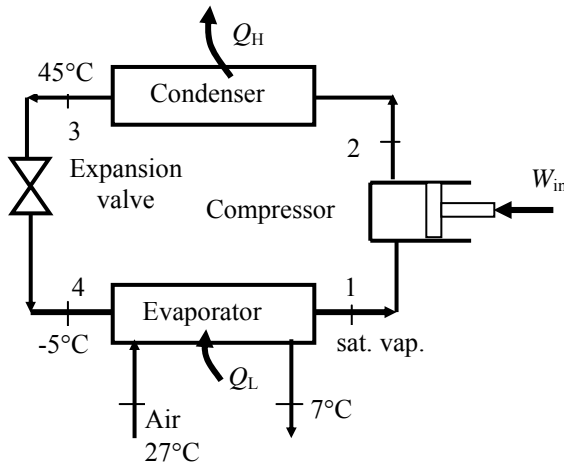 Q_H
45°C
Condenser
3
2
Expansion
valve
Compressor
W_in
4
Evaporator
1
-5°C
sat. vap.
Q_L
7°C
Air
27°C